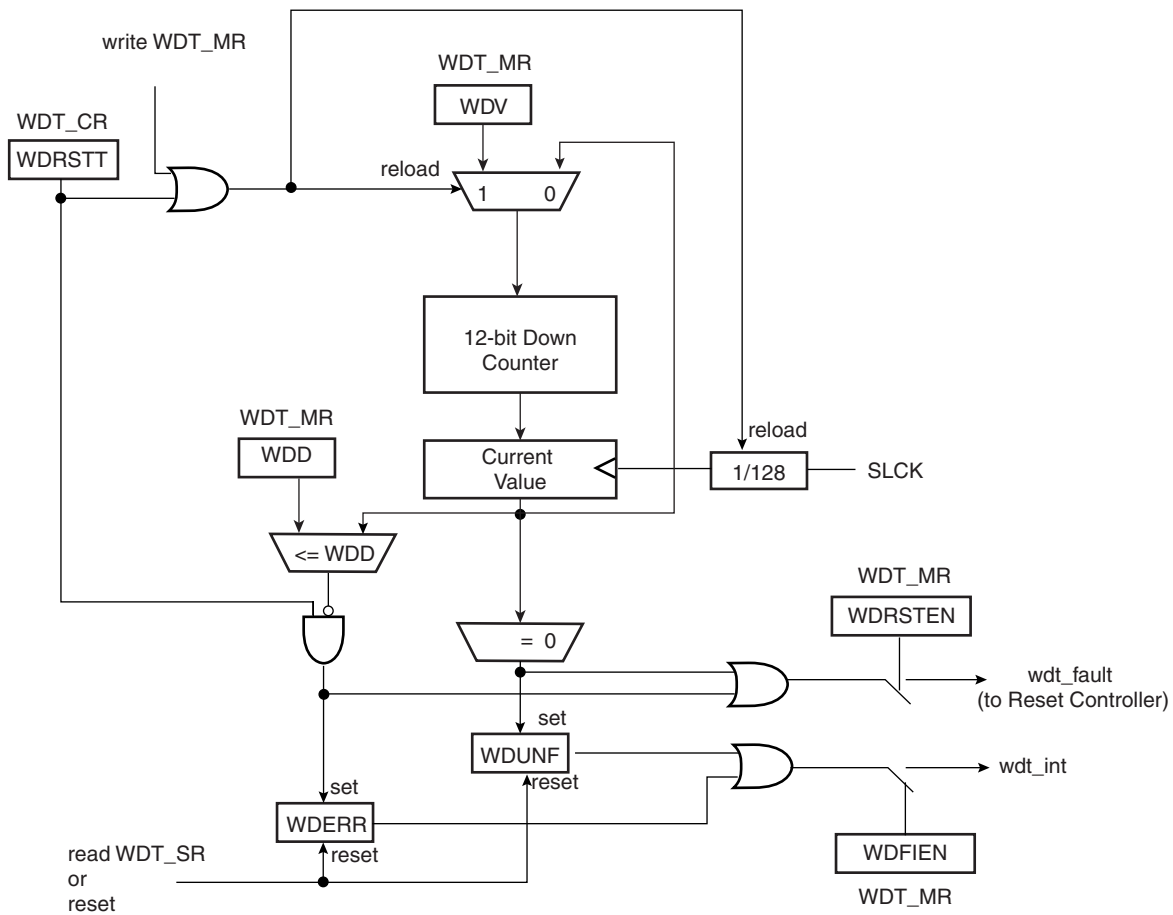 write WDT_MR
WDT_MR
WDV
WDT_CR
WDRSTT
reload
1 0
12-bit Down
Counter
WDT_MR
WDD
reload
Current
Value
1/128
SLCK
<= WDD
WDT_MR
WDRSTEN
= 0
wdt_fault
(to Reset Controller)
set
WDUNF
reset
wdt_int
set
WDERR
reset
WDFIEN
WDT_MR
read WDT_SR
or
reset